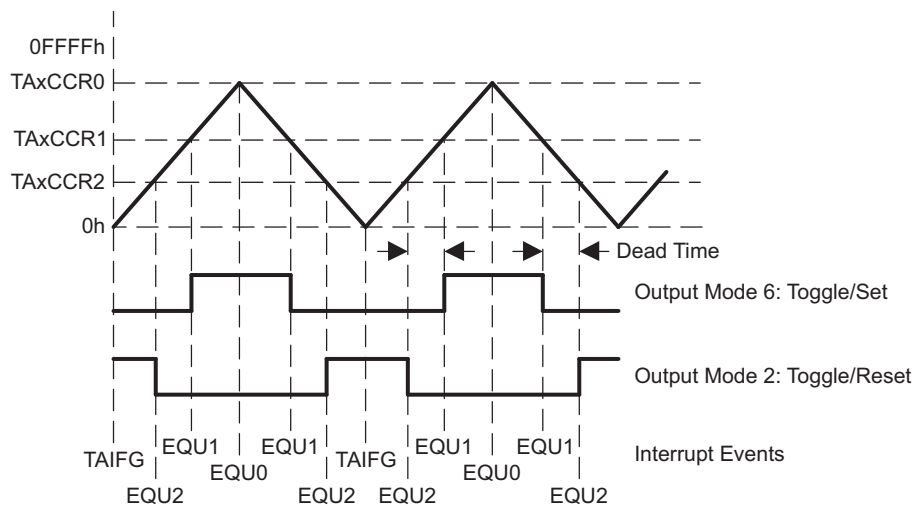 0FFFFh
TAxCCR0
TAxCCR1
TAxCCR2
0h
Dead Time
Output Mode 6: Toggle/Set
Output Mode 2: Toggle/Reset
EQU1 EQU1 EQU1 EQU1
TAIFG TAIFG Interrupt Events
EQU0 EQU0
EQU2 EQU2 EQU2 EQU2